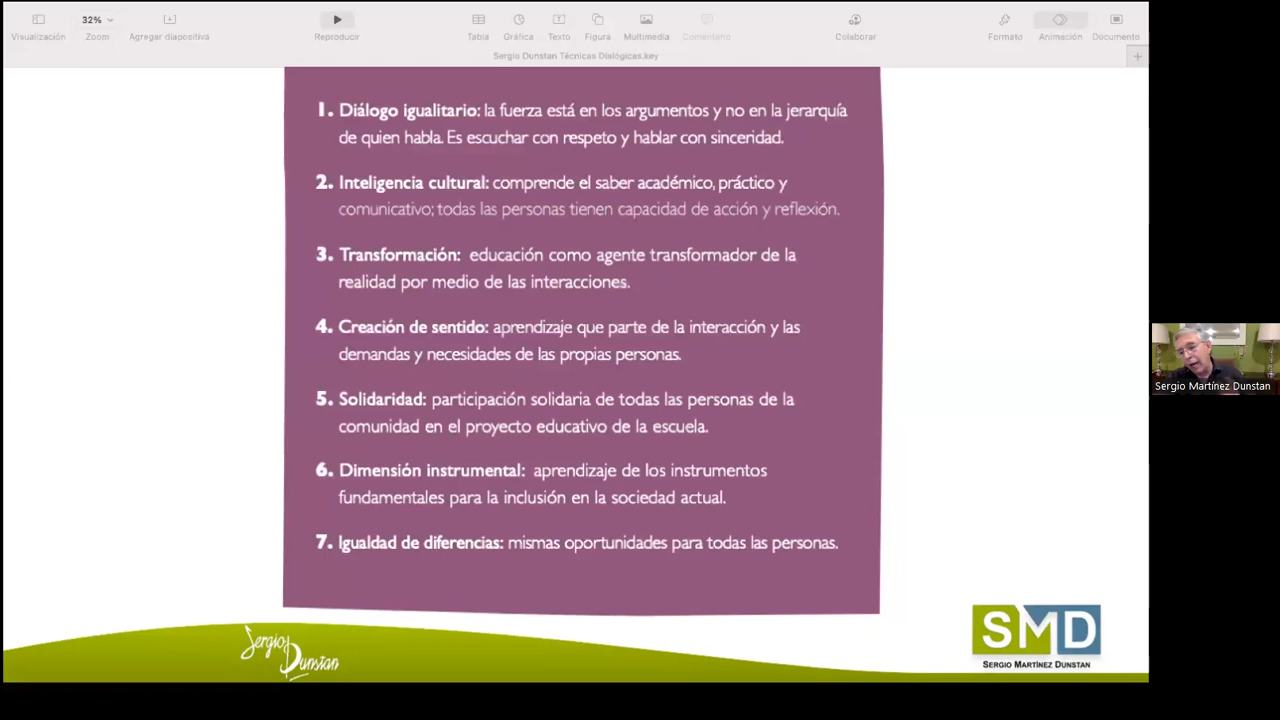 32%
Visualización
Zoom
Agregar diapositiva
Reproducir
Tabla
Gráfica
Texto
Figura
Multimedia
Comentario
Colaborar
Formato
Animación
Documento
Sergio Dunstan Técnicas Dialógicas.key
1. Diálogo igualitario: la fuerza está en los argumentos y no en la jerarquía
de quien habla. Es escuchar con respeto y hablar con sinceridad.
2. Inteligencia cultural: comprende el saber académico, práctico y
comunicativo; todas las personas tienen capacidad de acción y reflexión.
3. Transformación: educación como agente transformador de la
realidad por medio de las interacciones.
4. Creación de sentido: aprendizaje que parte de la interacción y las
demandas y necesidades de las propias personas.
5. Solidaridad: participación solidaria de todas las personas de la
comunidad en el proyecto educativo de la escuela.
6. Dimensión instrumental: aprendizaje de los instrumentos
fundamentales para la inclusión en la sociedad actual.
7. Igualdad de diferencias: mismas oportunidades para todas las personas.
Sergio Martínez Dunstan
Sergio
Dunstan
SMD
SERGIO MARTÍNEZ DUNSTAN